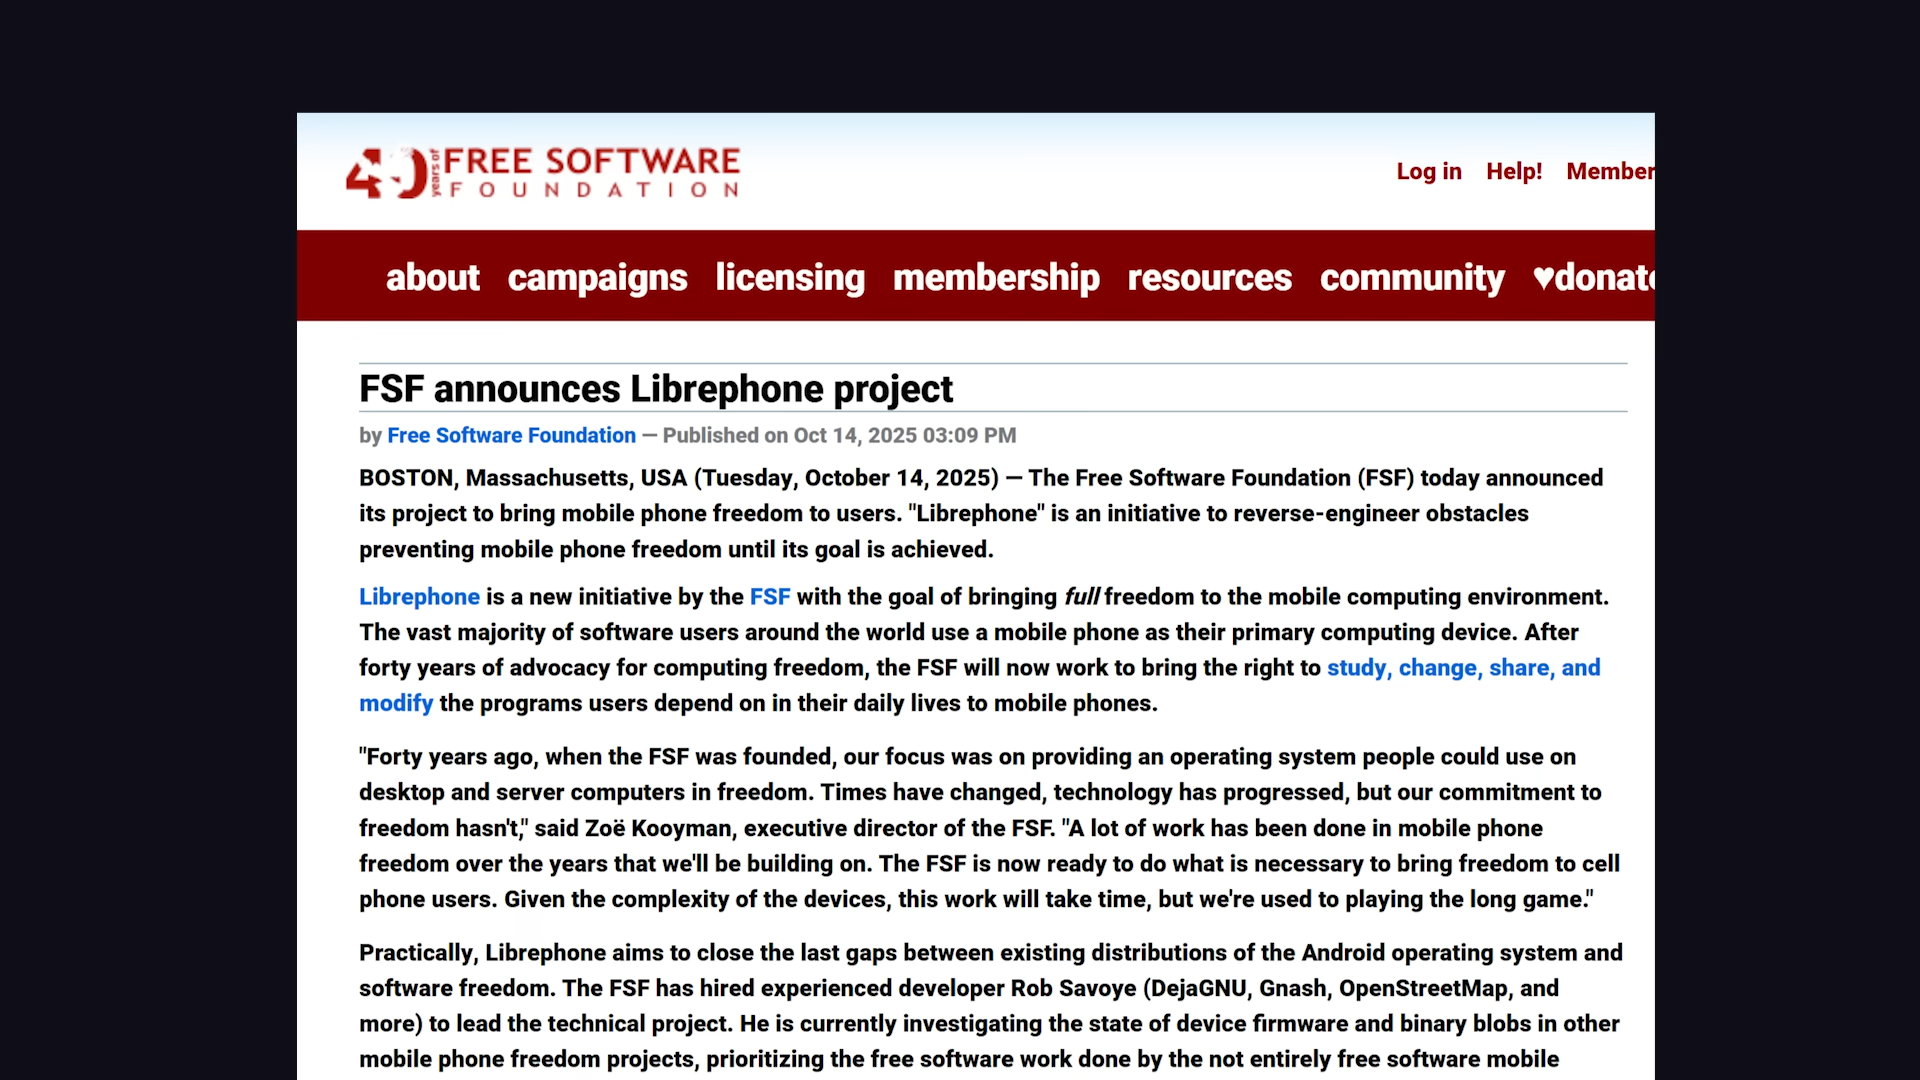 40 years of FREE SOFTWARE
FOUNDATION
Log in Help! Member
about campaigns licensing membership resources community ♥donate
FSF announces Librephone project
by Free Software Foundation — Published on Oct 14, 2025 03:09 PM
BOSTON, Massachusetts, USA (Tuesday, October 14, 2025) — The Free Software Foundation (FSF) today announced
its project to bring mobile phone freedom to users. "Librephone" is an initiative to reverse-engineer obstacles
preventing mobile phone freedom until its goal is achieved.
Librephone is a new initiative by the FSF with the goal of bringing full freedom to the mobile computing environment.
The vast majority of software users around the world use a mobile phone as their primary computing device. After
forty years of advocacy for computing freedom, the FSF will now work to bring the right to study, change, share, and
modify the programs users depend on in their daily lives to mobile phones.
"Forty years ago, when the FSF was founded, our focus was on providing an operating system people could use on
desktop and server computers in freedom. Times have changed, technology has progressed, but our commitment to
freedom hasn't," said Zoë Kooyman, executive director of the FSF. "A lot of work has been done in mobile phone
freedom over the years that we'll be building on. The FSF is now ready to do what is necessary to bring freedom to cell
phone users. Given the complexity of the devices, this work will take time, but we're used to playing the long game."
Practically, Librephone aims to close the last gaps between existing distributions of the Android operating system and
software freedom. The FSF has hired experienced developer Rob Savoye (DejaGNU, Gnash, OpenStreetMap, and
more) to lead the technical project. He is currently investigating the state of device firmware and binary blobs in other
mobile phone freedom projects, prioritizing the free software work done by the not entirely free software mobile